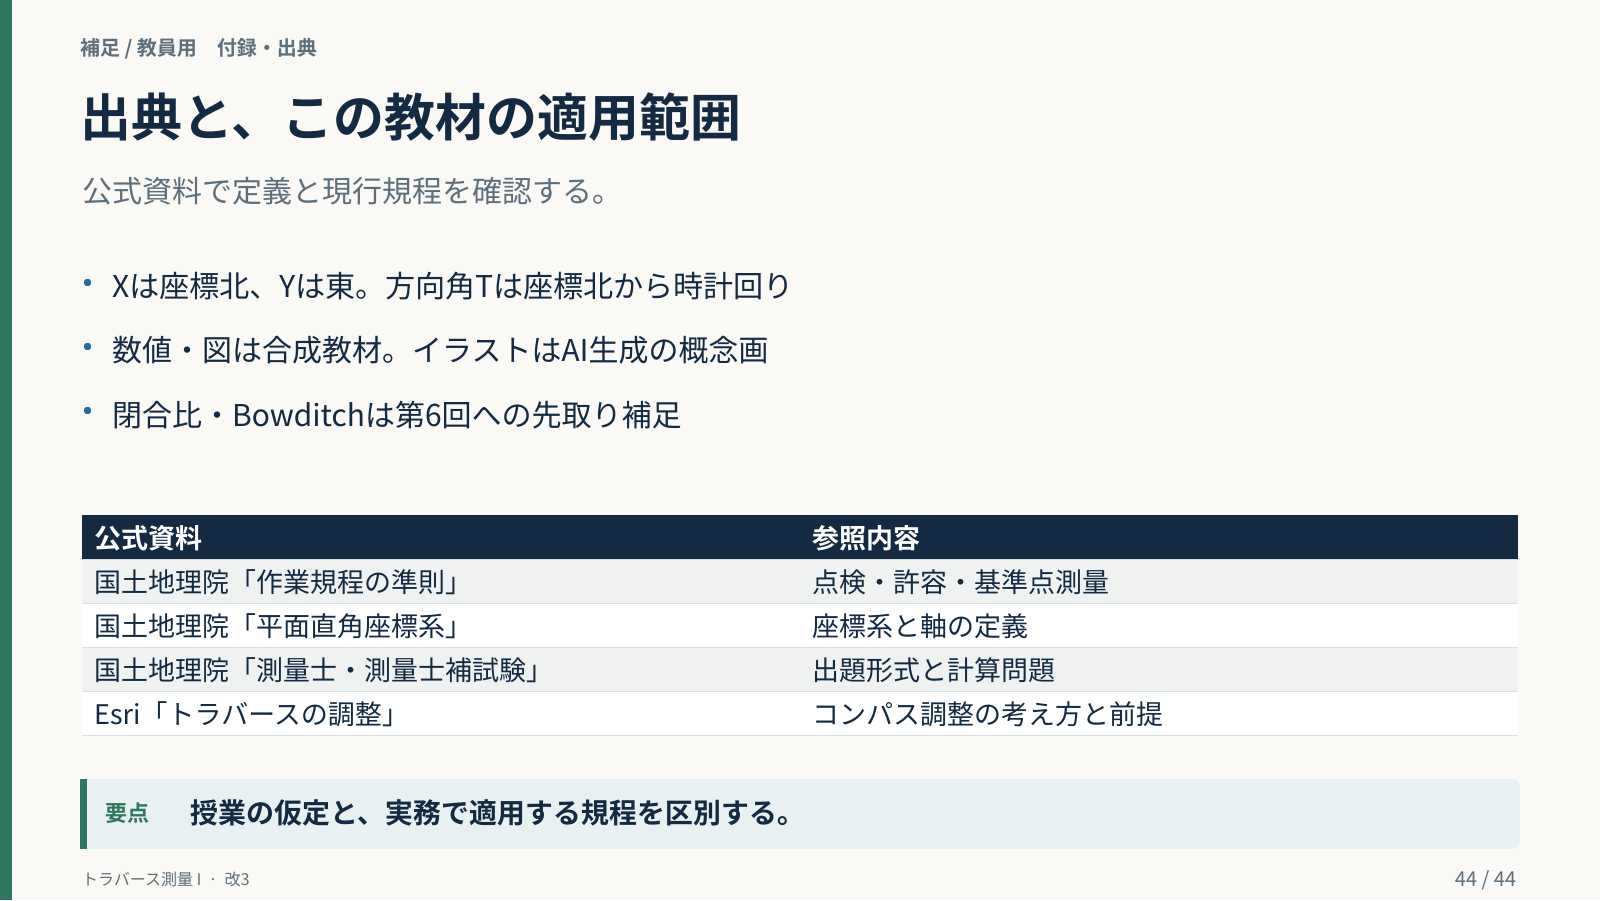 補足 / 教員用　付録・出典
出典と、この教材の適用範囲
公式資料で定義と現行規程を確認する。
• Xは座標北、Yは東。方向角Tは座標北から時計回り
• 数値・図は合成教材。イラストはAI生成の概念画
• 閉合比・Bowditchは第6回への先取り補足
公式資料　参照内容
国土地理院「作業規程の準則」　点検・許容・基準点測量
国土地理院「平面直角座標系」　座標系と軸の定義
国土地理院「測量士・測量士補試験」　出題形式と計算問題
Esri「トラバースの調整」　コンパス調整の考え方と前提
要点　授業の仮定と、実務で適用する規程を区別する。
トラバース測量 I · 改3　44 / 44